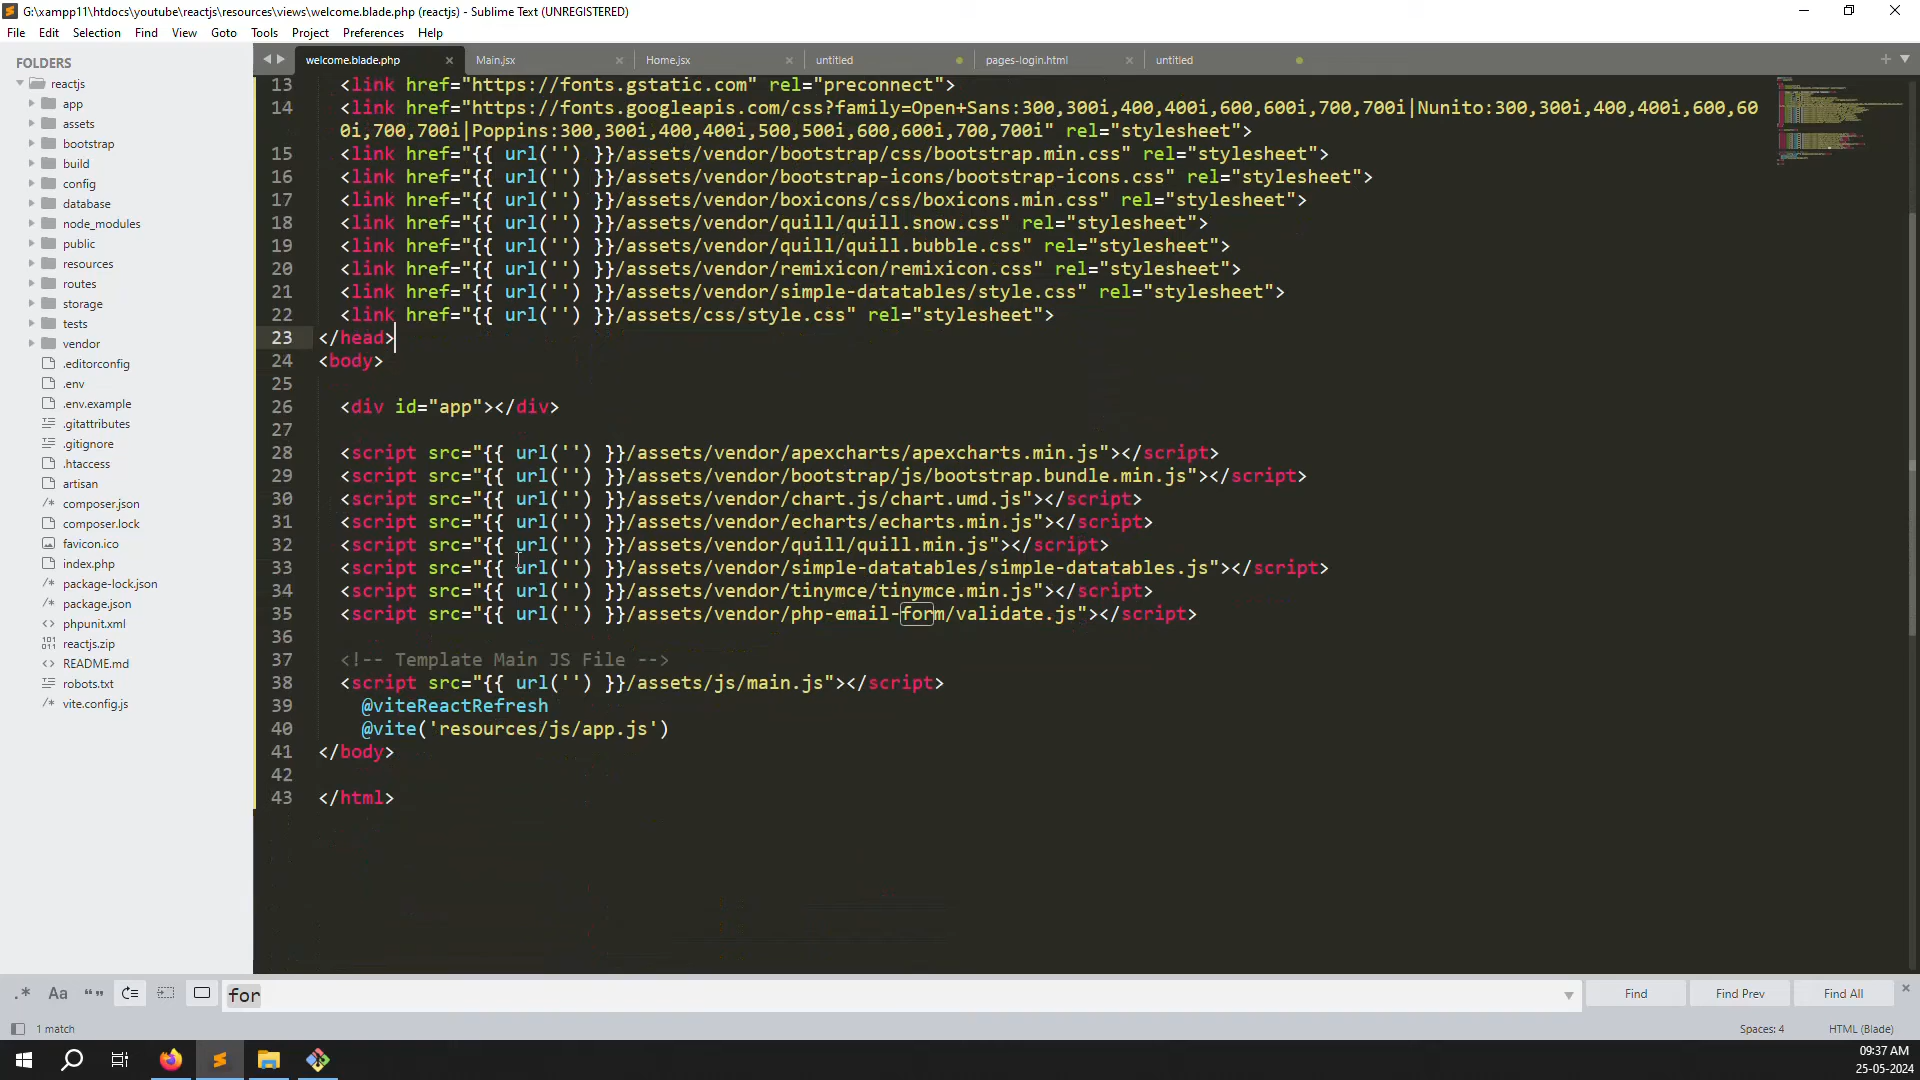 G:\xampp11\htdocs\youtube\reactjs\resources\views\welcome.blade.php (reactjs) - Sublime Text (UNREGISTERED)
File Edit Selection Find View Goto Tools Project Preferences Help
FOLDERS
reactjs
app
assets
bootstrap
build
config
database
node_modules
public
resources
routes
storage
tests
vendor
.editorconfig
.env
.env.example
.gitattributes
.gitignore
.htaccess
artisan
composer.json
composer.lock
favicon.ico
index.php
package-lock.json
package.json
phpunit.xml
reactjs.zip
README.md
robots.txt
vite.config.js
welcome.blade.php Main.jsx Home.jsx untitled pages-login.html untitled
13 <link href="https://fonts.gstatic.com" rel="preconnect">
14 <link href="https://fonts.googleapis.com/css?family=Open+Sans:300,300i,400,400i,600,600i,700,700i|Nunito:300,300i,400,400i,600,60
0i,700,700i|Poppins:300,300i,400,400i,500,500i,600,600i,700,700i" rel="stylesheet">
15 <link href="{{ url('') }}/assets/vendor/bootstrap/css/bootstrap.min.css" rel="stylesheet">
16 <link href="{{ url('') }}/assets/vendor/bootstrap-icons/bootstrap-icons.css" rel="stylesheet">
17 <link href="{{ url('') }}/assets/vendor/boxicons/css/boxicons.min.css" rel="stylesheet">
18 <link href="{{ url('') }}/assets/vendor/quill/quill.snow.css" rel="stylesheet">
19 <link href="{{ url('') }}/assets/vendor/quill/quill.bubble.css" rel="stylesheet">
20 <link href="{{ url('') }}/assets/vendor/remixicon/remixicon.css" rel="stylesheet">
21 <link href="{{ url('') }}/assets/vendor/simple-datatables/style.css" rel="stylesheet">
22 <link href="{{ url('') }}/assets/css/style.css" rel="stylesheet">
23 </head>
24 <body>
25
26 <div id="app"></div>
27
28 <script src="{{ url('') }}/assets/vendor/apexcharts/apexcharts.min.js"></script>
29 <script src="{{ url('') }}/assets/vendor/bootstrap/js/bootstrap.bundle.min.js"></script>
30 <script src="{{ url('') }}/assets/vendor/chart.js/chart.umd.js"></script>
31 <script src="{{ url('') }}/assets/vendor/echarts/echarts.min.js"></script>
32 <script src="{{ url('') }}/assets/vendor/quill/quill.min.js"></script>
33 <script src="{{ url('') }}/assets/vendor/simple-datatables/simple-datatables.js"></script>
34 <script src="{{ url('') }}/assets/vendor/tinymce/tinymce.min.js"></script>
35 <script src="{{ url('') }}/assets/vendor/php-email-form/validate.js"></script>
36
37 <!-- Template Main JS File -->
38 <script src="{{ url('') }}/assets/js/main.js"></script>
39 @viteReactRefresh
40 @vite('resources/js/app.js')
41 </body>
42
43 </html>
.* Aa “” for Find Find Prev Find All
1 match Spaces: 4 HTML (Blade)
09:37 AM
25-05-2024